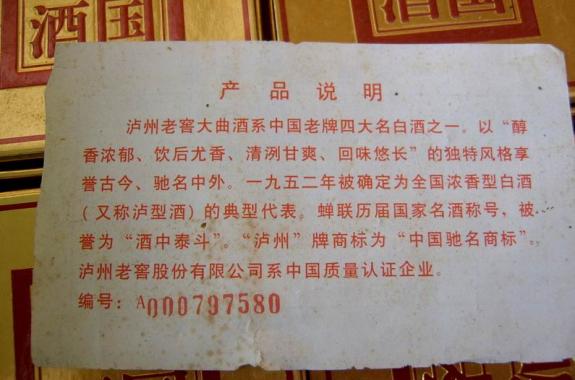 酒国
酒国
产品说明
泸州老窖大曲酒系中国老牌四大名白酒之一。以“醇
香浓郁、饮后尤香、清洌甘爽、回味悠长”的独特风格享
誉古今、驰名中外。一九五二年被确定为全国浓香型白酒
(又称泸型酒)的典型代表。蝉联历届国家名酒称号，被
誉为“酒中泰斗”。“泸州”牌商标为“中国驰名商标”。
泸州老窖股份有限公司系中国质量认证企业。
编号：A000797580